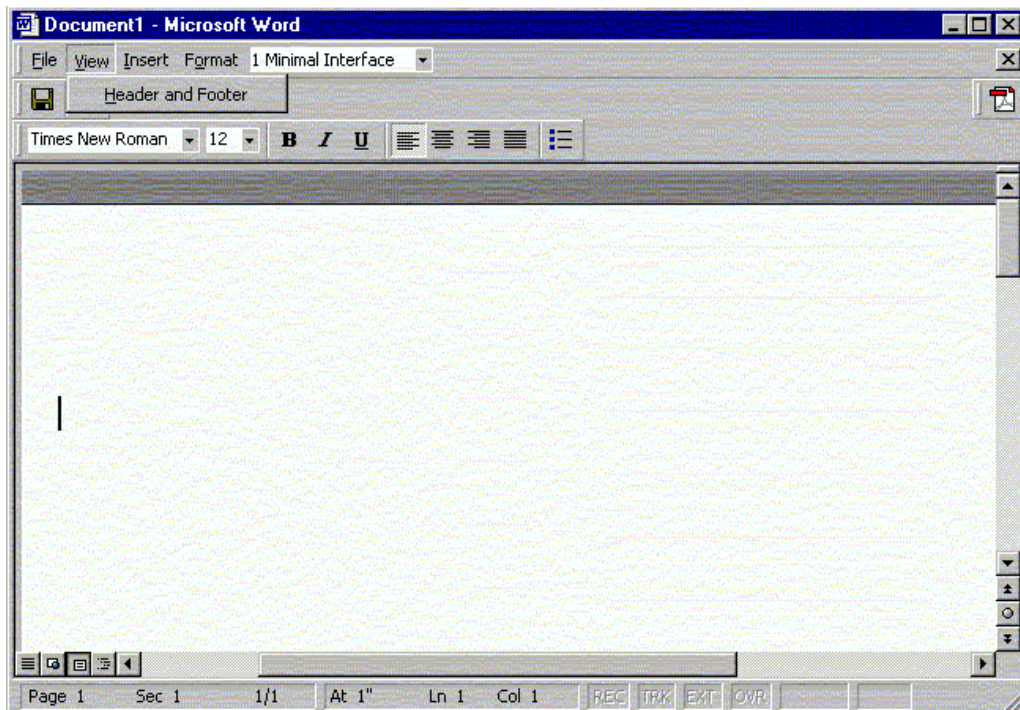 Document1 - Microsoft Word
File View Insert Format 1 Minimal Interface
Header and Footer
Times New Roman 12 B I U
Page 1 Sec 1 1/1 At 1" Ln 1 Col 1 REC TRK EXT OVR